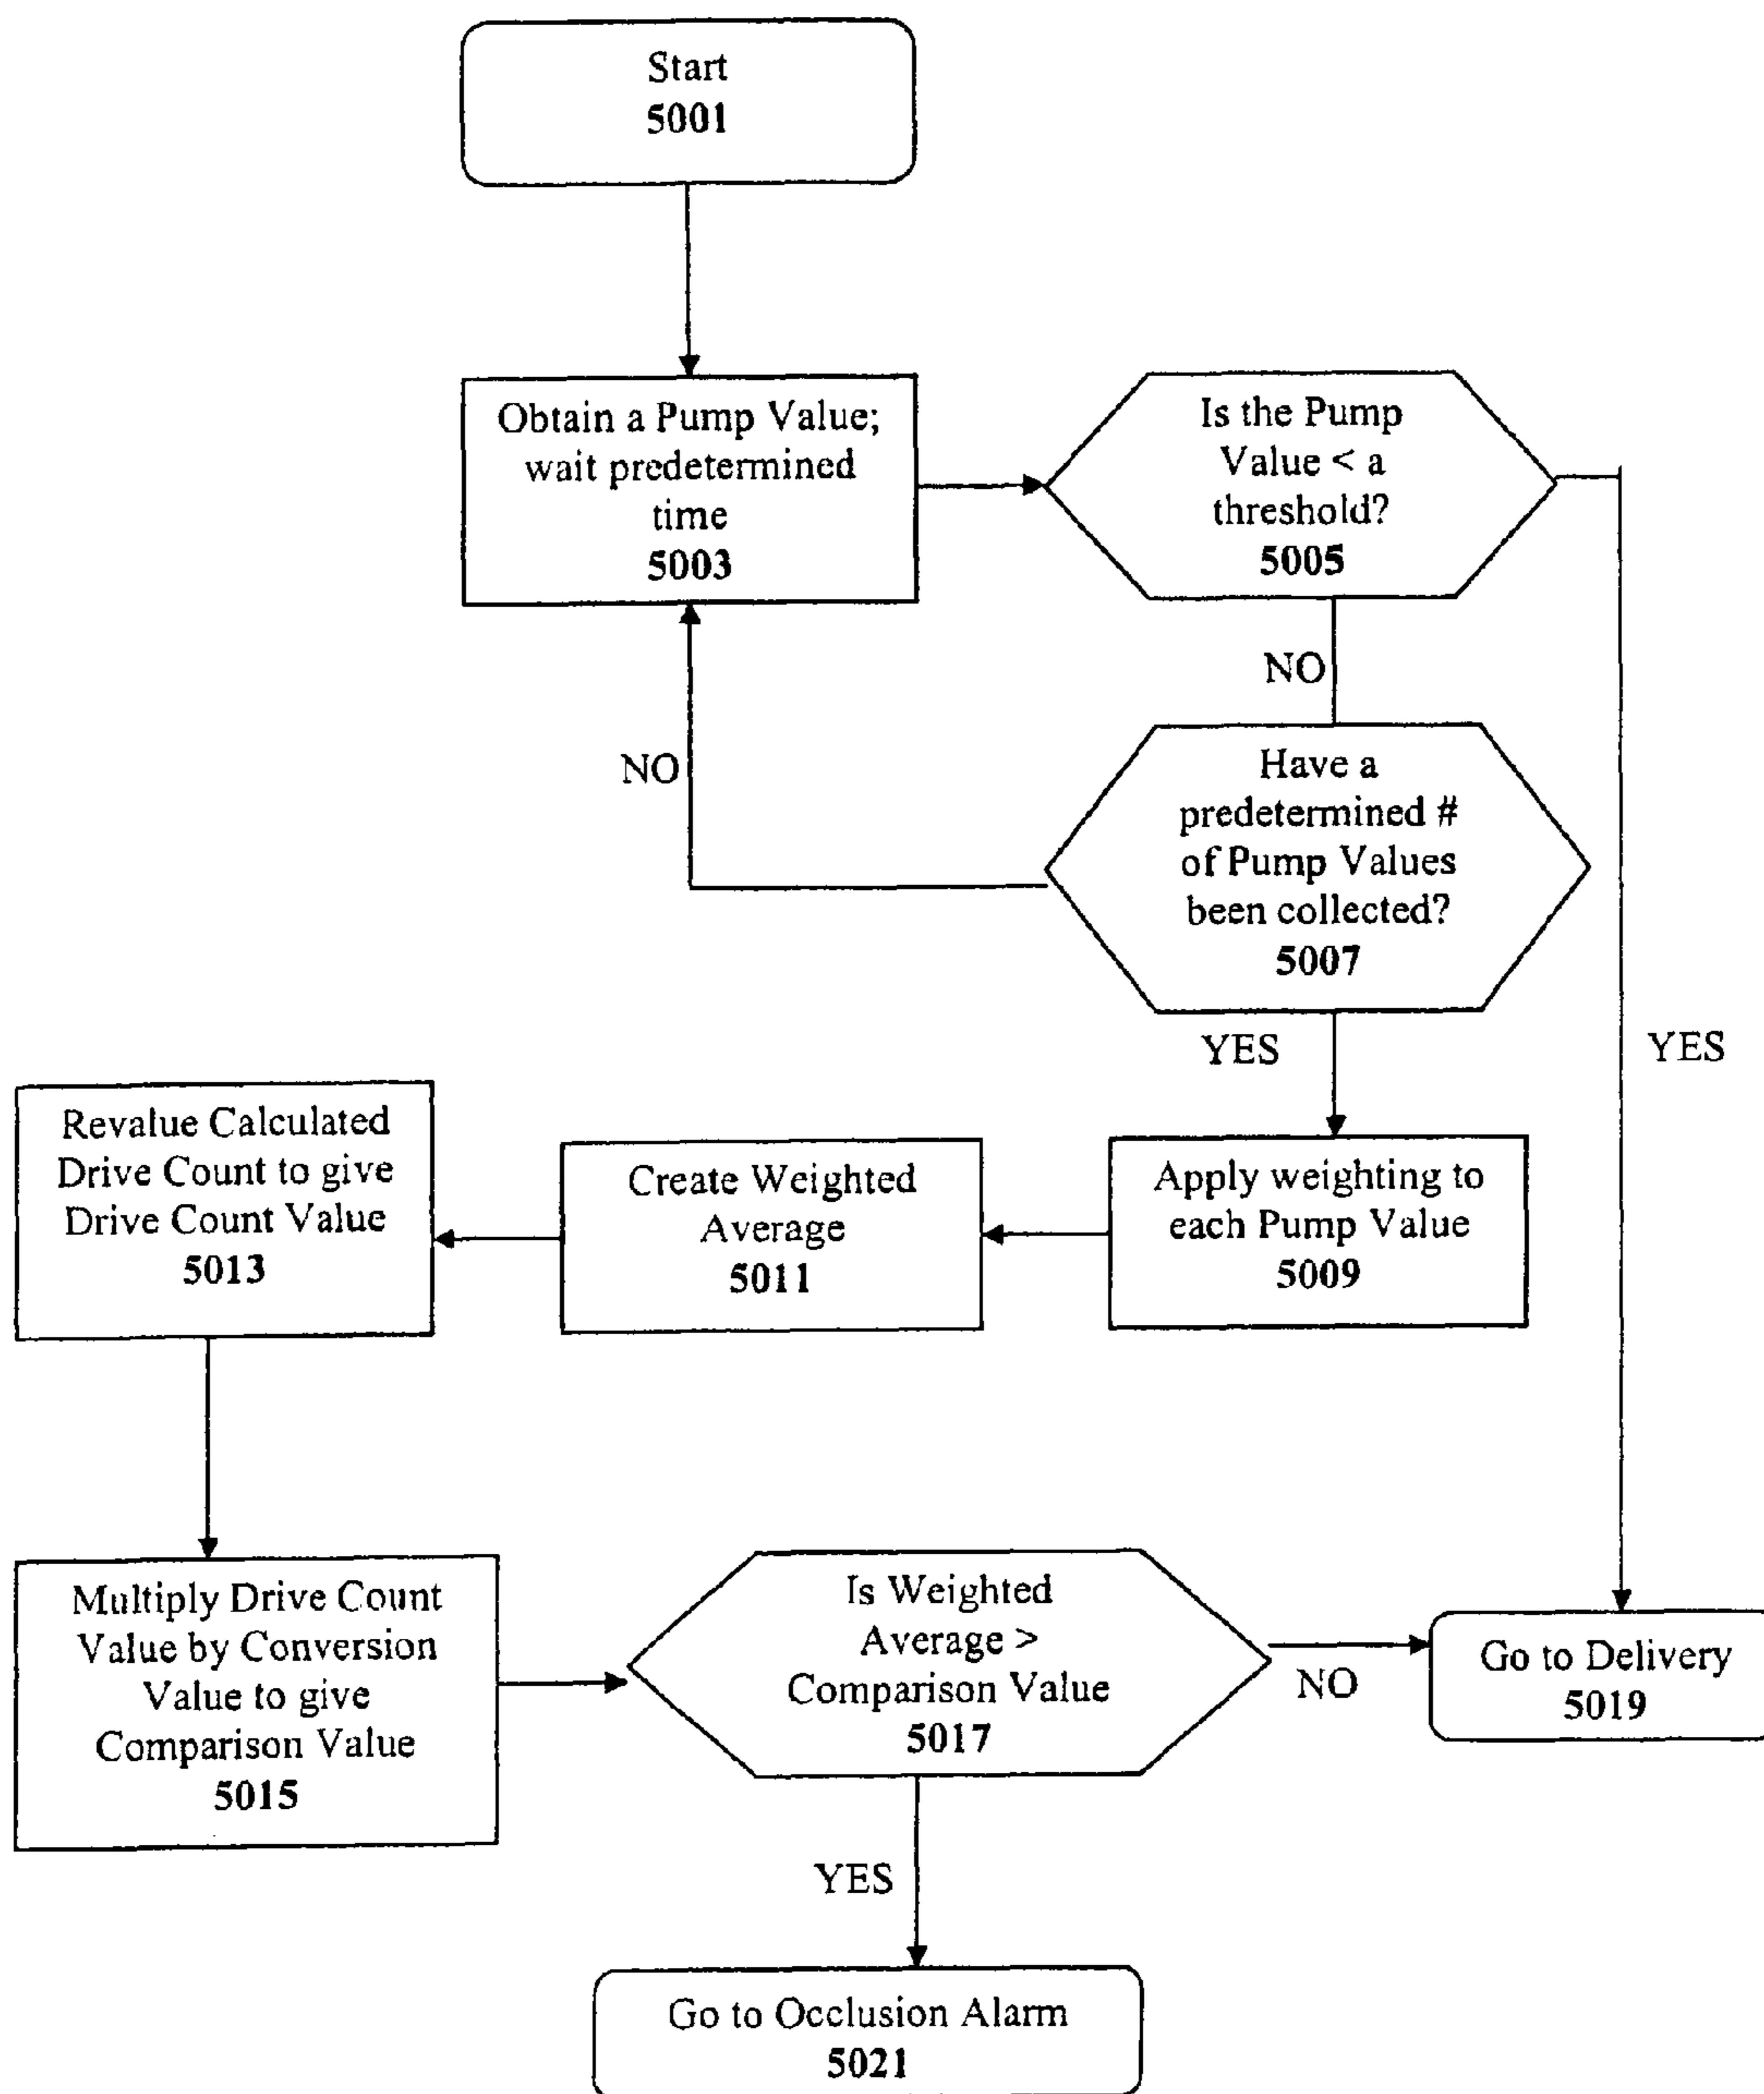 Start
5001
Obtain a Pump Value;
wait predetermined
time
5003
Is the Pump
Value < a
threshold?
5005
NO
NO
Have a
predetermined #
of Pump Values
been collected?
5007
YES
YES
Revalue Calculated
Drive Count to give
Drive Count Value
5013
Create Weighted
Average
5011
Apply weighting to
each Pump Value
5009
Multiply Drive Count
Value by Conversion
Value to give
Comparison Value
5015
Is Weighted
Average >
Comparison Value
5017
NO
Go to Delivery
5019
YES
Go to Occlusion Alarm
5021